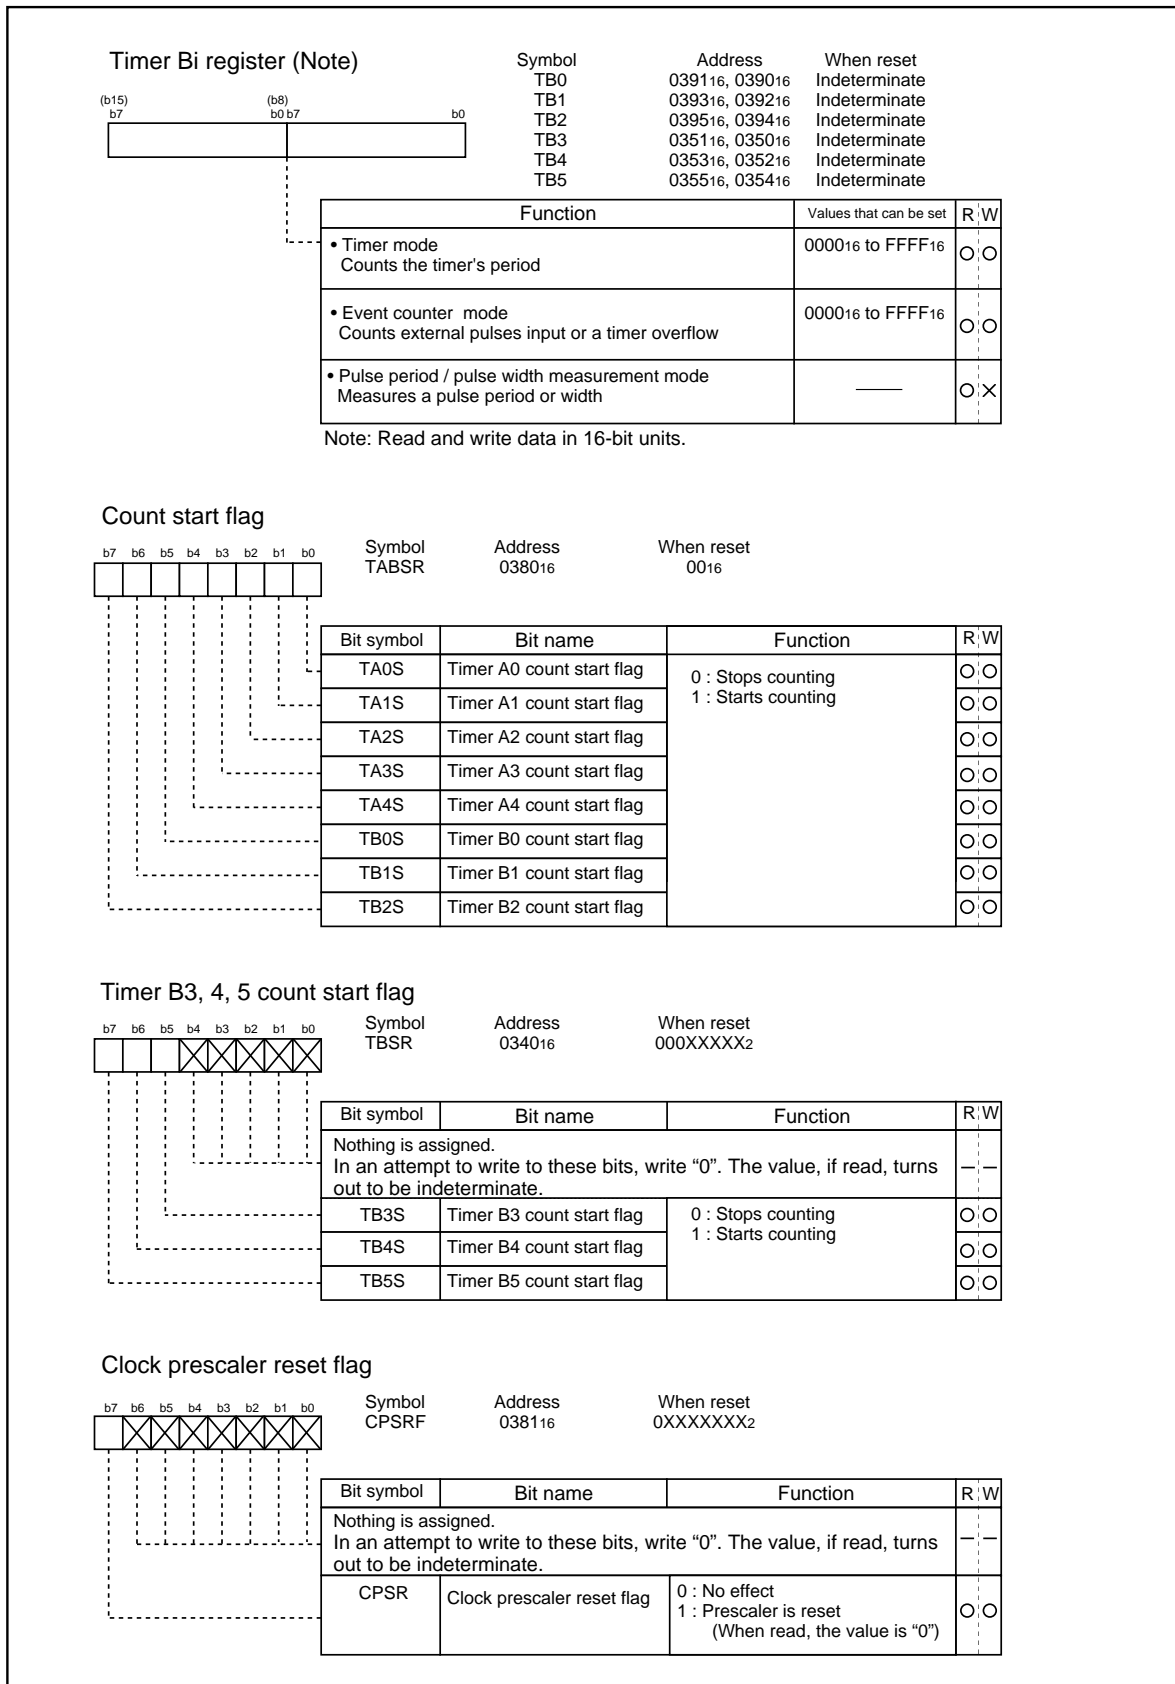 Timer Bi register (Note)
Symbol Address When reset
TB0 039116, 039016 Indeterminate
TB1 039316, 039216 Indeterminate
TB2 039516, 039416 Indeterminate
TB3 035116, 035016 Indeterminate
TB4 035316, 035216 Indeterminate
TB5 035516, 035416 Indeterminate
(b15) (b8)
b7 b0 b7 b0
Function Values that can be set R W
• Timer mode 000016 to FFFF16
Counts the timer's period
• Event counter mode 000016 to FFFF16
Counts external pulses input or a timer overflow
• Pulse period / pulse width measurement mode
Measures a pulse period or width
Note: Read and write data in 16-bit units.
Count start flag
Symbol Address When reset
TABSR 038016 0016
b7 b6 b5 b4 b3 b2 b1 b0
Bit symbol Bit name Function R W
TA0S Timer A0 count start flag 0 : Stops counting
TA1S Timer A1 count start flag 1 : Starts counting
TA2S Timer A2 count start flag
TA3S Timer A3 count start flag
TA4S Timer A4 count start flag
TB0S Timer B0 count start flag
TB1S Timer B1 count start flag
TB2S Timer B2 count start flag
Timer B3, 4, 5 count start flag
Symbol Address When reset
TBSR 034016 000XXXXX2
b7 b6 b5 b4 b3 b2 b1 b0
Bit symbol Bit name Function R W
Nothing is assigned.
In an attempt to write to these bits, write “0”. The value, if read, turns
out to be indeterminate.
TB3S Timer B3 count start flag 0 : Stops counting
TB4S Timer B4 count start flag 1 : Starts counting
TB5S Timer B5 count start flag
Clock prescaler reset flag
Symbol Address When reset
CPSRF 038116 0XXXXXXX2
b7 b6 b5 b4 b3 b2 b1 b0
Bit symbol Bit name Function R W
Nothing is assigned.
In an attempt to write to these bits, write “0”. The value, if read, turns
out to be indeterminate.
CPSR Clock prescaler reset flag 0 : No effect
1 : Prescaler is reset
(When read, the value is “0”)